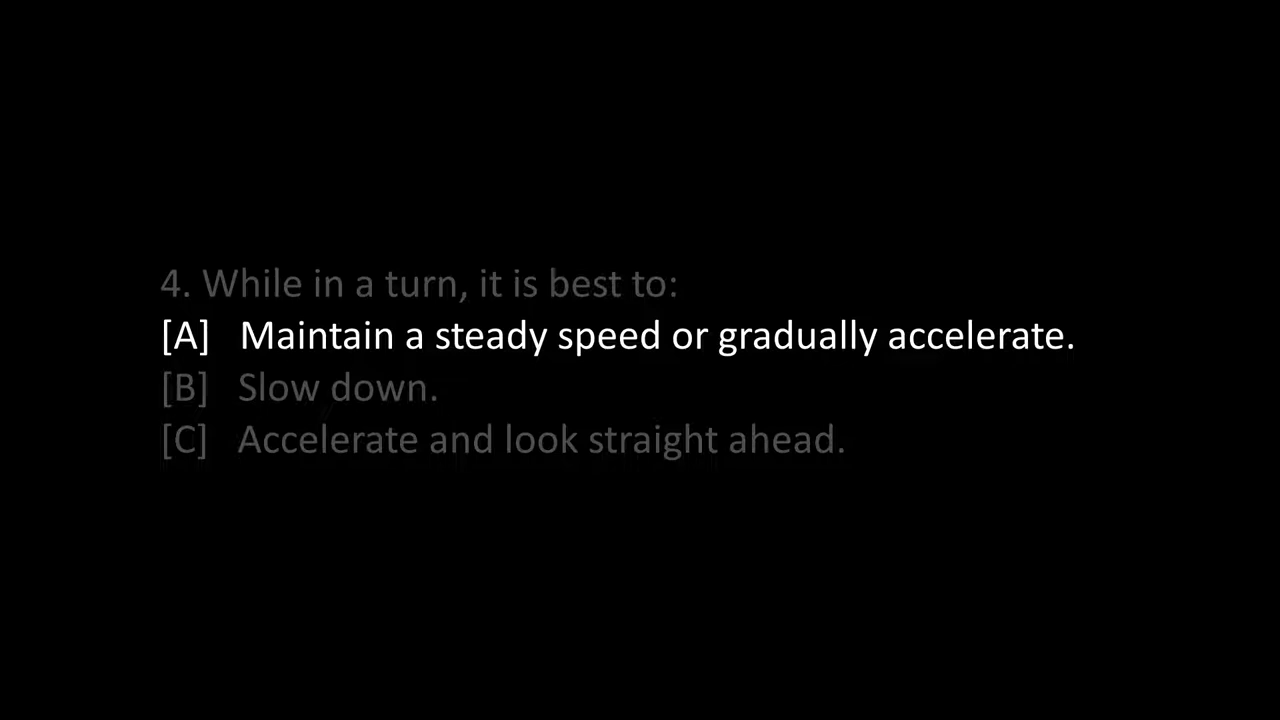 4. While in a turn, it is best to:
[A] Maintain a steady speed or gradually accelerate.
[B] Slow down.
[C] Accelerate and look straight ahead.